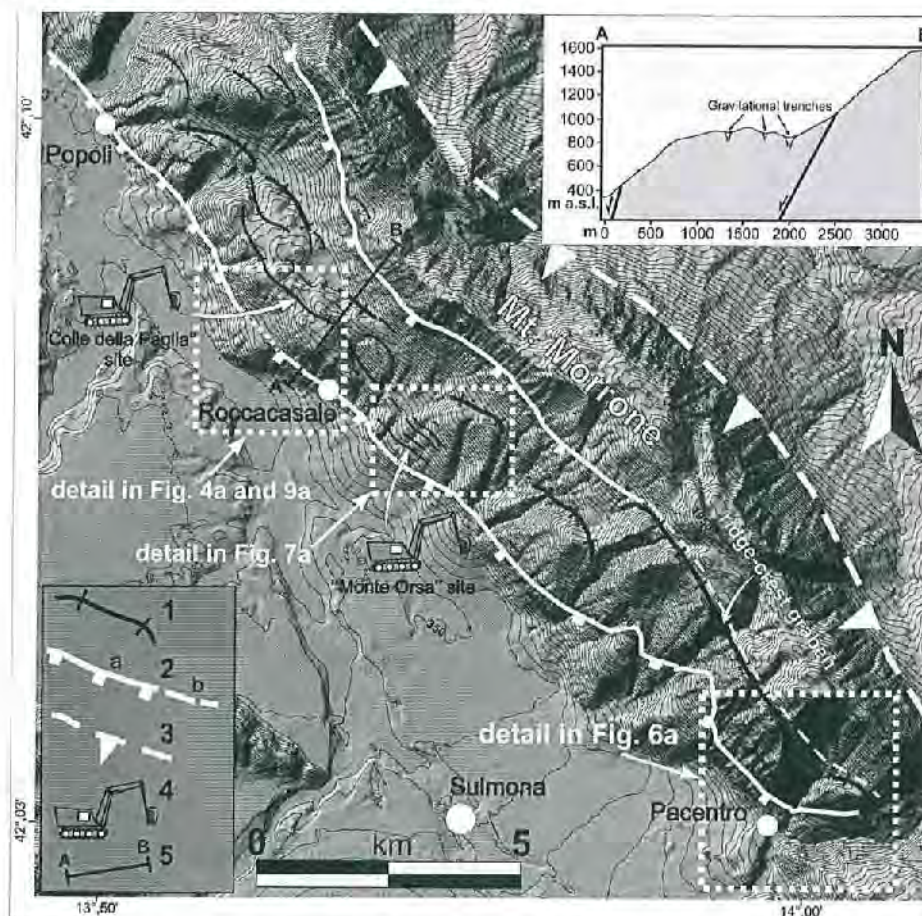 A
B
1600
1400
1200
1000
800
400
m a.s.l.
m 0 500 1000 1500 2000 2500 3000
Gravitational trenches
42°,10'
Popoli
B
Mt. Morrone
N
"Colle della Paglia"
site
A
Roccacasale
detail in Fig. 4a and 9a
detail in Fig. 7a
"Monte Orsa" site
ridge-crest graben
350
1
a
2
b
3
4
A B
5
detail in Fig. 6a
Sulmona
Pacentro
0 km 5
42°,03'
13°,50'
14°,00'